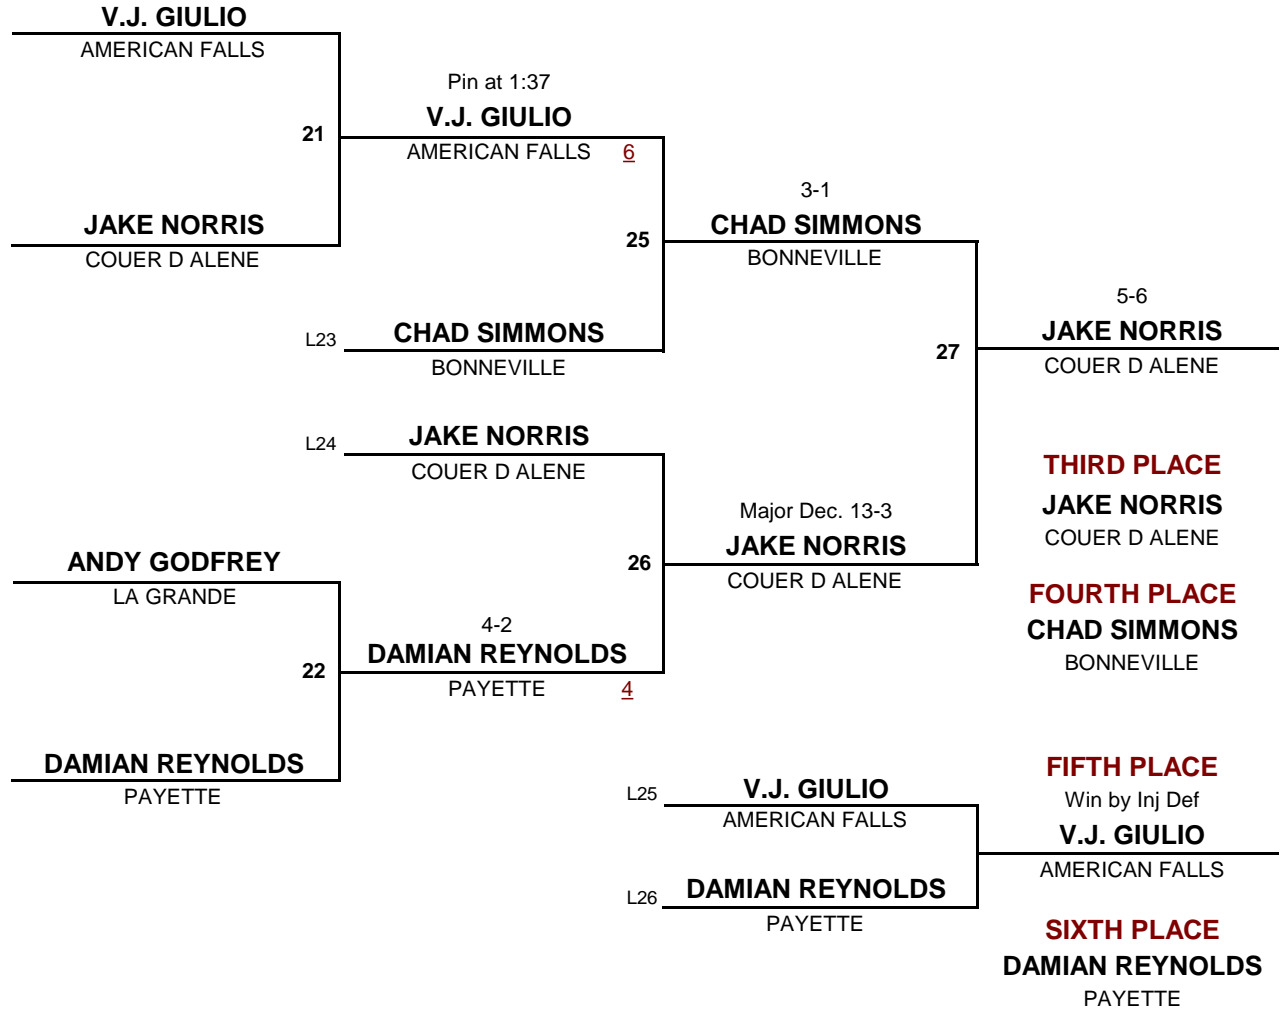 V.J. GIULIO
AMERICAN FALLS
Pin at 1:37
21
V.J. GIULIO
AMERICAN FALLS 6
JAKE NORRIS
COUER D ALENE
25
3-1
CHAD SIMMONS
BONNEVILLE
L23 CHAD SIMMONS
BONNEVILLE
27
5-6
JAKE NORRIS
COUER D ALENE
L24 JAKE NORRIS
COUER D ALENE
THIRD PLACE
JAKE NORRIS
COUER D ALENE
26
Major Dec. 13-3
JAKE NORRIS
COUER D ALENE
ANDY GODFREY
LA GRANDE
FOURTH PLACE
CHAD SIMMONS
BONNEVILLE
22
4-2
DAMIAN REYNOLDS
PAYETTE 4
DAMIAN REYNOLDS
PAYETTE
L25 V.J. GIULIO
AMERICAN FALLS
FIFTH PLACE
Win by Inj Def
V.J. GIULIO
AMERICAN FALLS
L26 DAMIAN REYNOLDS
PAYETTE
SIXTH PLACE
DAMIAN REYNOLDS
PAYETTE